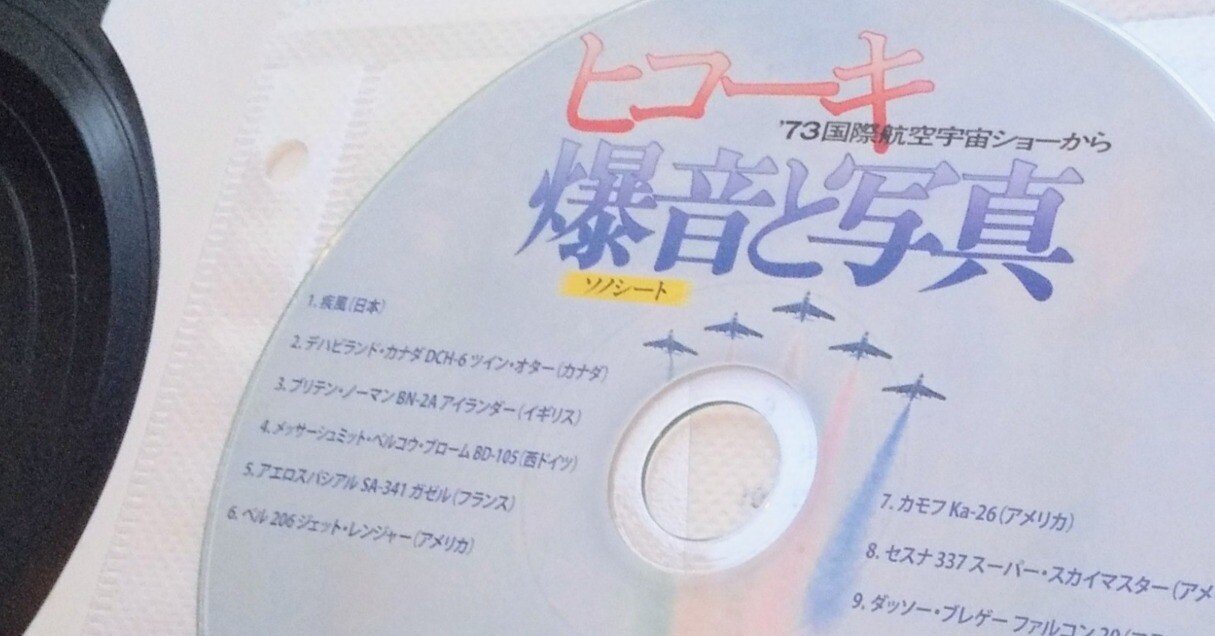 ヒコーキ
'73国際航空宇宙ショーから
爆音と写真
ソノシート
1. 疾風(日本)
2. デハビランド・カナダ DCH-6 ツイン・オター(カナダ)
3. ブリテン・ノーマン BN-2A アイランダー(イギリス)
4. メッサーシュミット・ベルコウ・ブローム BD-105(西ドイツ)
5. アエロスパシアル SA-341 ガゼル(フランス)
6. ベル 206 ジェット・レンジャー(アメリカ)
7. カモフ Ka-26(アメリカ)
8. セスナ 337 スーパー・スカイマスター(アメ
9. ダッソー・ブレゲー ファルコン 20(